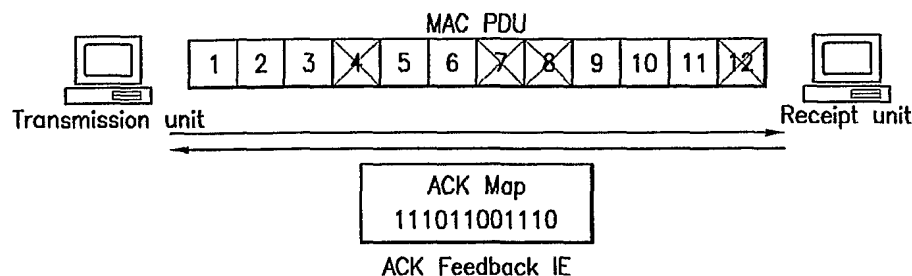 MAC PDU
1 2 3 4 5 6 7 8 9 10 11 12
Transmission unit
Receipt unit
ACK Map
111011001110
ACK Feedback IE